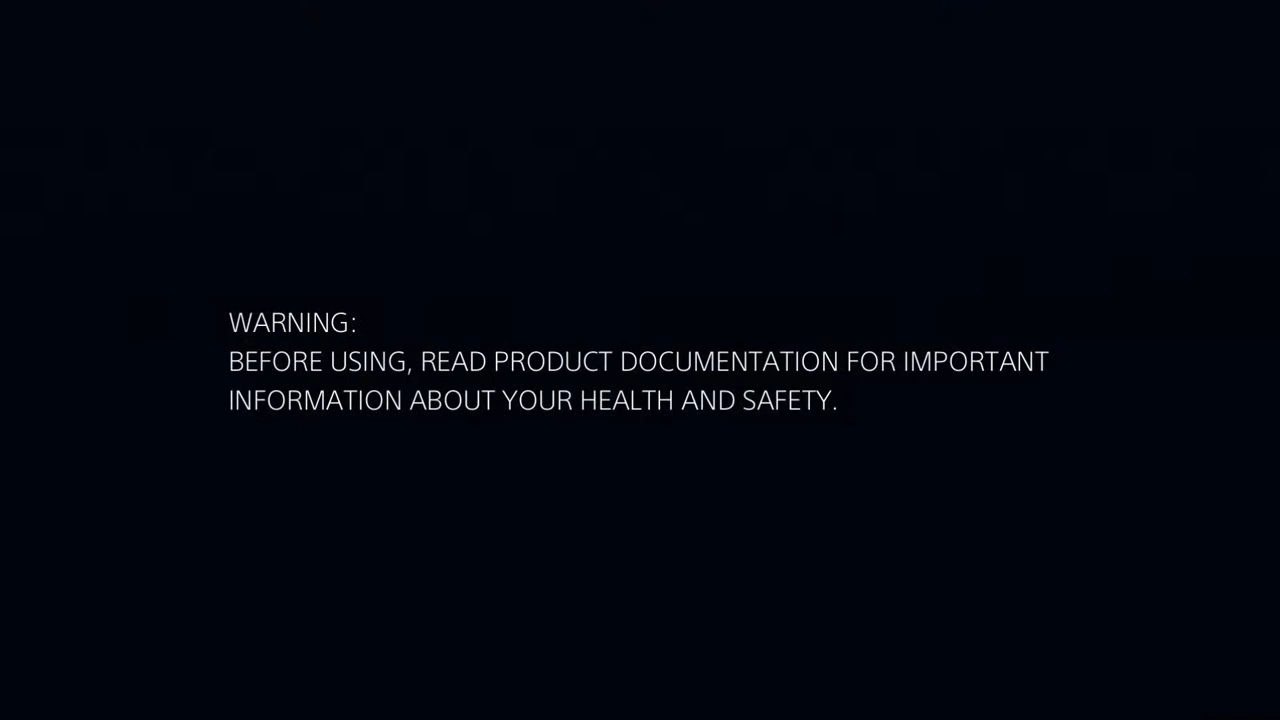 WARNING:
BEFORE USING, READ PRODUCT DOCUMENTATION FOR IMPORTANT
INFORMATION ABOUT YOUR HEALTH AND SAFETY.